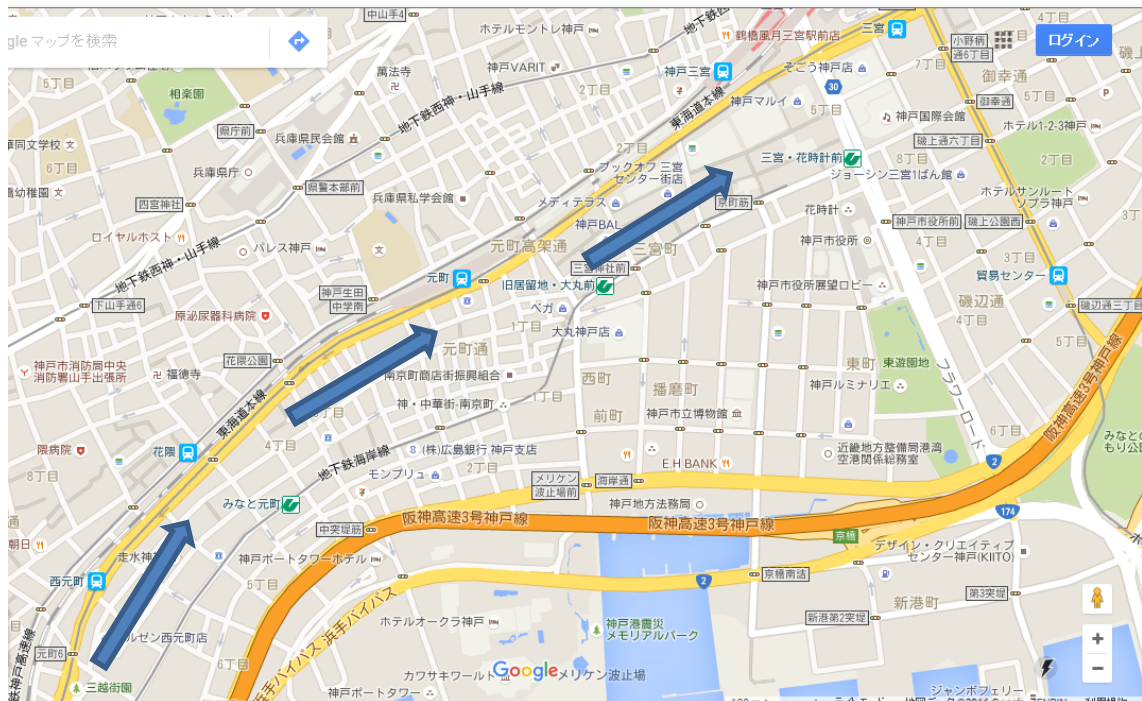 gle マップを検索
ログイン
中山手4
ホテルモントレ神戸
地下鉄西神・山手線
鶴橋風月三宮駅前店
三宮
小野柄
通6丁目
4丁目
5丁目
相楽園
萬法寺
神戸VARIT
神戸三宮
そごう神戸店
7丁目
御幸通
磯上
30
神戸マルイ
5丁目
御幸通
県庁前
兵庫県民会館
地下鉄西神・山手線
東海道本線
神戸国際会館
ホテル1-2-3神戸
華同文学校
6丁目
磯上通六丁目
2丁目
三宮・花時計前
8丁目
ブックオフ 三宮
センター街店
ジョーシン三宮1ばん館
兵庫県庁
県警本部前
橋幼稚園
兵庫県私学会館
四宮神社
メディテラス
京町筋
花時計
ホテルサンルート
ソプラ神戸
神戸BAL
神戸市役所前
磯上公園西
ロイヤルホスト
パレス神戸
元町高架通
三宮町
神戸市役所
4丁目
3丁目
地下鉄西神・山手線
元町
三宮神社前
旧居留地・大丸前
神戸市役所展望ロビー
貿易センター
下山手通6
神戸生田
中学南
ベガ
磯辺通
磯辺通三丁目
原泌尿器科病院
1丁目
大丸神戸店
4丁目
花隈公園
元町通
東町
東遊園地
神戸市消防局中央
消防署山手出張所
福徳寺
南京町商店街振興組合
西町
播磨町
神戸ルミナリエ
フラワーロード
阪神高速3号神戸線
東海道本線
神・中華街-南京町
1丁目
前町
神戸市立博物館
6丁目
みなとの
もり公
隈病院
花隈
4丁目
地下鉄海岸線
(株)広島銀行 神戸支店
近畿地方整備局港湾
空港関係総務室
8丁目
モンプリュ
2丁目
E.H BANK
2
メリケン
波止場前
海岸通
みなと元町
神戸地方法務局
174
朝日
中突堤筋
阪神高速3号神戸線
阪神高速3号神戸線
京橋
走水神
神戸ポートタワーホテル
デザイン・クリエイティブ
センター神戸(KIITO)
西元町
5丁目
2
京橋南詰
第3突堤
新港町
ルゼン西元町店
浜手バイパス
ホテルオークラ神戸
神戸港震災
メモリアルパーク
新港第2突堤
元町6
6丁目
カワサキワールド
Google
メリケン波止場
三越街園
神戸ポートタワー
ジャンボフェリー